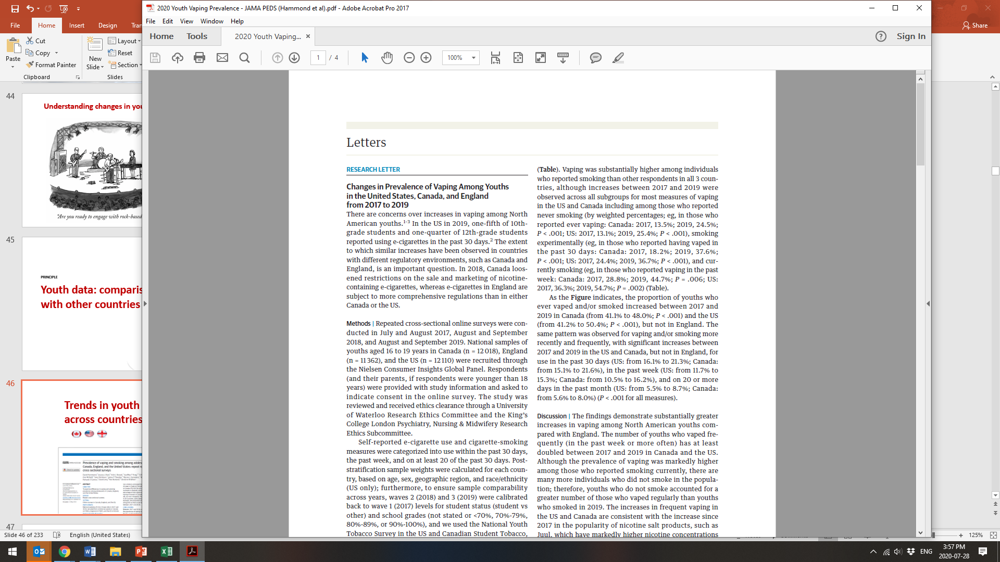 2020 Youth Vaping Prevalence - JAMA PEDS (Hammond et al).pdf - Adobe Acrobat Pro 2017
File Edit View Window Help
Home Tools 2020 Youth Vaping... Sign In
1 / 4 100%
File Home Insert Design Tran
Share
Paste
Cut
Copy
Format Painter
Clipboard
New
Slide
Layout
Reset
Section
Slides
44
Understanding changes in you
"Are you ready to engage with rock-based
45
PRINCIPLE
Youth data: comparis
with other countries
46
Trends in youth
across countries
Prevalence of vaping and smoking among adoles
Canada, England, and the United States: repeat n
cross sectional surveys
47
Slide 46 of 233 English (United States)
125%
Letters
RESEARCH LETTER
Changes in Prevalence of Vaping Among Youths
in the United States, Canada, and England
from 2017 to 2019
There are concerns over increases in vaping among North
American youths.1-3 In the US in 2019, one-fifth of 10th-
grade students and one-quarter of 12th-grade students
reported using e-cigarettes in the past 30 days.2 The extent
to which similar increases have been observed in countries
with different regulatory environments, such as Canada and
England, is an important question. In 2018, Canada loos-
ened restrictions on the sale and marketing of nicotine-
containing e-cigarettes, whereas e-cigarettes in England are
subject to more comprehensive regulations than in either
Canada or the US.
Methods | Repeated cross-sectional online surveys were con-
ducted in July and August 2017, August and September
2018, and August and September 2019. National samples of
youths aged 16 to 19 years in Canada (n = 12 018), England
(n = 11 362), and the US (n = 12 110) were recruited through
the Nielsen Consumer Insights Global Panel. Respondents
(and their parents, if respondents were younger than 18
years) were provided with study information and asked to
indicate consent in the online survey. The study was
reviewed and received ethics clearance through a University
of Waterloo Research Ethics Committee and the King's
College London Psychiatry, Nursing & Midwifery Research
Ethics Subcommittee.
Self-reported e-cigarette use and cigarette-smoking
measures were categorized into use within the past 30 days,
the past week, and on at least 20 of the past 30 days. Post-
stratification sample weights were calculated for each coun-
try, based on age, sex, geographic region, and race/ethnicity
(US only); furthermore, to ensure sample comparability
across years, waves 2 (2018) and 3 (2019) were calibrated
back to wave 1 (2017) levels for student status (student vs
other) and school grades (not stated or <70%, 70%-79%,
80%-89%, or 90%-100%), and we used the National Youth
Tobacco Survey in the US and Canadian Student Tobacco,
(Table). Vaping was substantially higher among individuals
who reported smoking than other respondents in all 3 coun-
tries, although increases between 2017 and 2019 were
observed across all subgroups for most measures of vaping
in the US and Canada including among those who reported
never smoking (by weighted percentages; eg, in those who
reported ever vaping: Canada: 2017, 13.5%; 2019, 24.5%;
P < .001; US: 2017, 13.1%; 2019, 25.4%; P < .001), smoking
experimentally (eg, in those who reported having vaped in
the past 30 days: Canada: 2017, 18.2%; 2019, 37.6%;
P < .001; US: 2017, 24.4%; 2019, 36.7%; P < .001), and cur-
rently smoking (eg, in those who reported vaping in the past
week: Canada: 2017, 28.8%; 2019, 44.7%; P = .006; US:
2017, 36.3%; 2019, 54.7%; P = .002) (Table).
As the Figure indicates, the proportion of youths who
ever vaped and/or smoked increased between 2017 and
2019 in Canada (from 41.1% to 48.0%; P < .001) and the US
(from 41.2% to 50.4%; P < .001), but not in England. The
same pattern was observed for vaping and/or smoking more
recently and frequently, with significant increases between
2017 and 2019 in the US and Canada, but not in England, for
use in the past 30 days (US: from 16.1% to 21.3%; Canada:
from 15.1% to 21.6%), in the past week (US: from 11.7% to
15.3%; Canada: from 10.5% to 16.2%), and on 20 or more
days in the past month (US: from 5.5% to 8.7%; Canada:
from 5.6% to 8.0%) (P < .001 for all measures).
Discussion | The findings demonstrate substantially greater
increases in vaping among North American youths com-
pared with England. The number of youths who vaped fre-
quently (in the past week or more often) has at least
doubled between 2017 and 2019 in Canada and the US.
Although the prevalence of vaping was markedly higher
among those who reported smoking currently, there are
many more individuals who did not smoke in the popula-
tion; therefore, youths who do not smoke accounted for a
greater number of those who vaped regularly than youths
who smoked in 2019. The increases in frequent vaping in
the US and Canada are consistent with the increase since
2017 in the popularity of nicotine salt products, such as
Juul, which have markedly higher nicotine concentrations
ENG
3:57 PM
2020-07-28